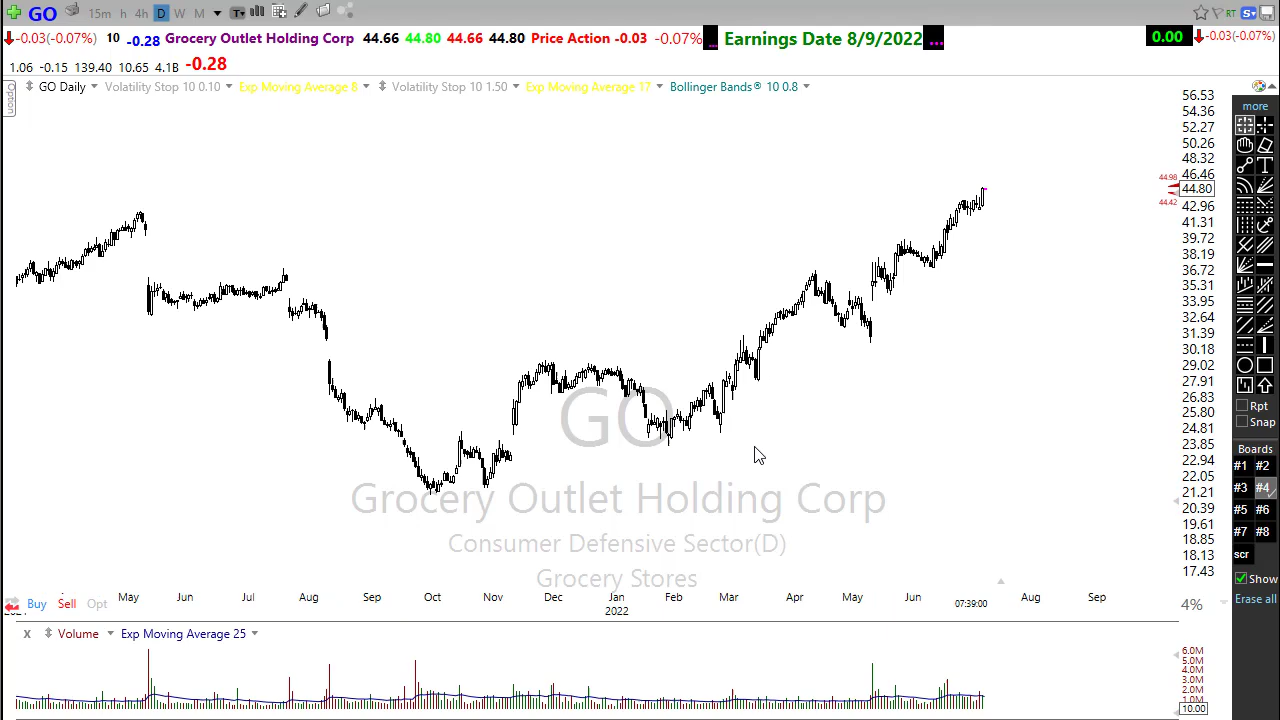 GO 15m h 4h D W M T RT S
-0.03(-0.07%) 10 -0.28 Grocery Outlet Holding Corp 44.66 44.80 44.66 44.80 Price Action -0.03 -0.07% ... Earnings Date 8/9/2022 ... 0.00 -0.03(-0.07%)
1.06 -0.15 139.40 10.65 4.1B -0.28
Option
GO Daily Volatility Stop 10 0.10 Exp Moving Average 8 Volatility Stop 10 1.50 Exp Moving Average 17 Bollinger Bands® 10 0.8
56.53
54.36
52.27
50.26
48.32
46.46
44.98
44.80
44.42
42.96
41.31
39.72
38.19
36.72
35.31
33.95
32.64
31.39
30.18
29.02
27.91
26.83
25.80
24.81
23.85
22.94
22.05
21.21
20.39
19.61
18.85
18.13
17.43
GO
Grocery Outlet Holding Corp
Consumer Defensive Sector(D)
Grocery Stores
May Jun Jul Aug Sep Oct Nov Dec Jan Feb Mar Apr May Jun 07:39:00 Aug Sep
2022
Buy Sell Opt
4%
X Volume Exp Moving Average 25
6.0M
5.0M
4.0M
3.0M
2.0M
1.0M
10.00
more
T
Rpt
Snap
Boards
#1 #2
#3 #4
#5 #6
#7 #8
scr
Show
Erase all